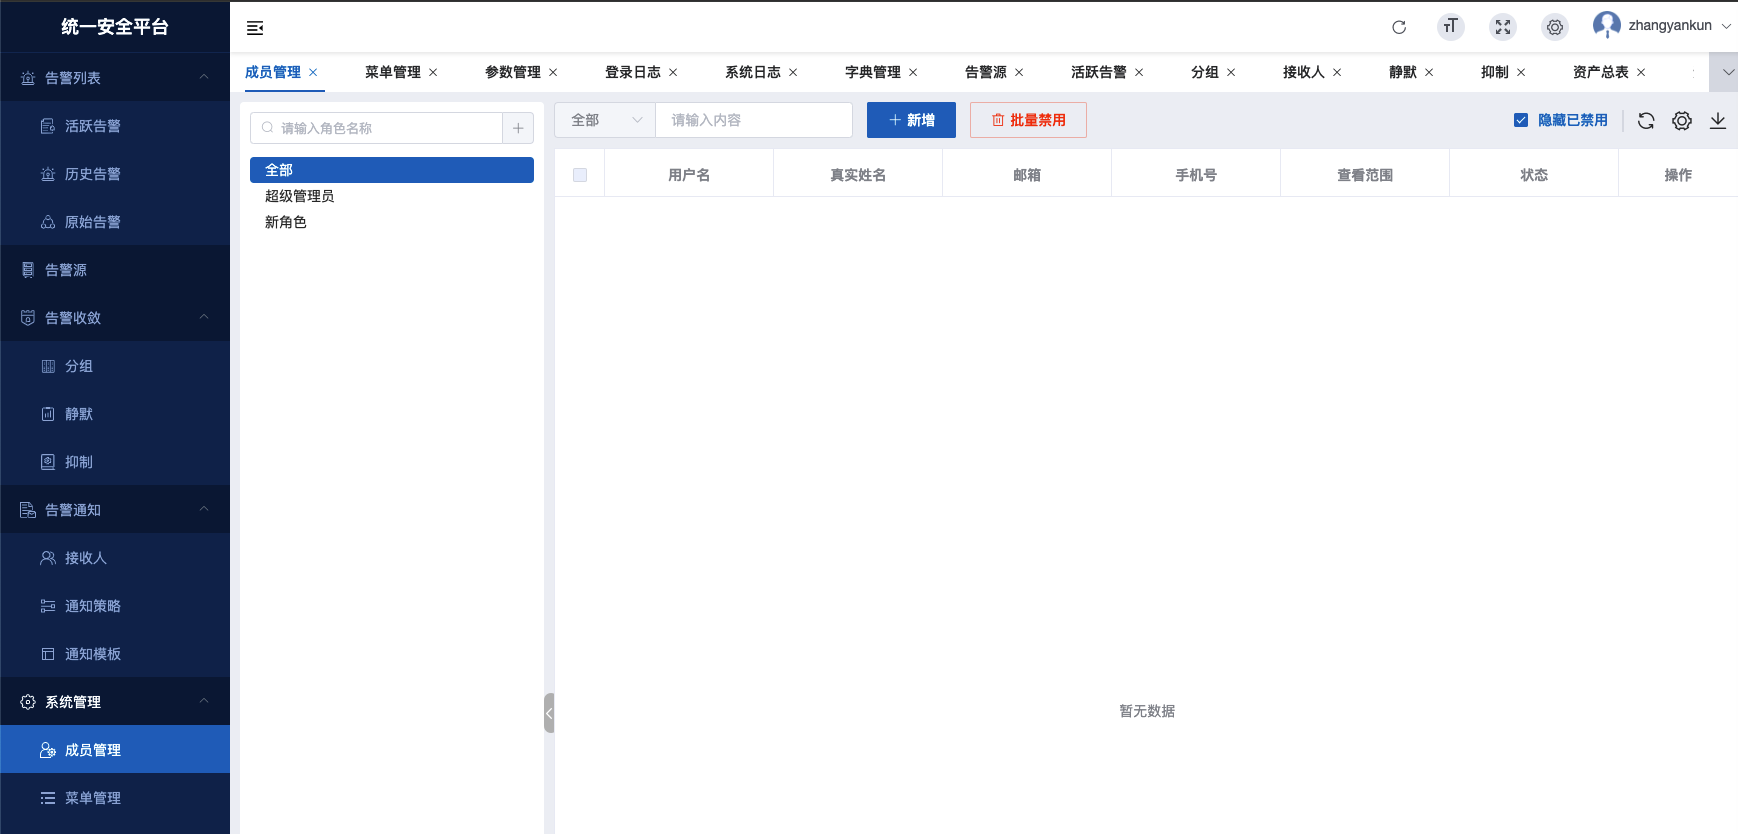 统一安全平台
告警列表
活跃告警
历史告警
原始告警
告警源
告警收敛
分组
静默
抑制
告警通知
接收人
通知策略
通知模板
系统管理
成员管理
菜单管理
zhangyankun
成员管理 菜单管理 参数管理 登录日志 系统日志 字典管理 告警源 活跃告警 分组 接收人 静默 抑制 资产总表
请输入角色名称
全部
超级管理员
新角色
全部 请输入内容 新增 批量禁用 隐藏已禁用
用户名 真实姓名 邮箱 手机号 查看范围 状态 操作
暂无数据